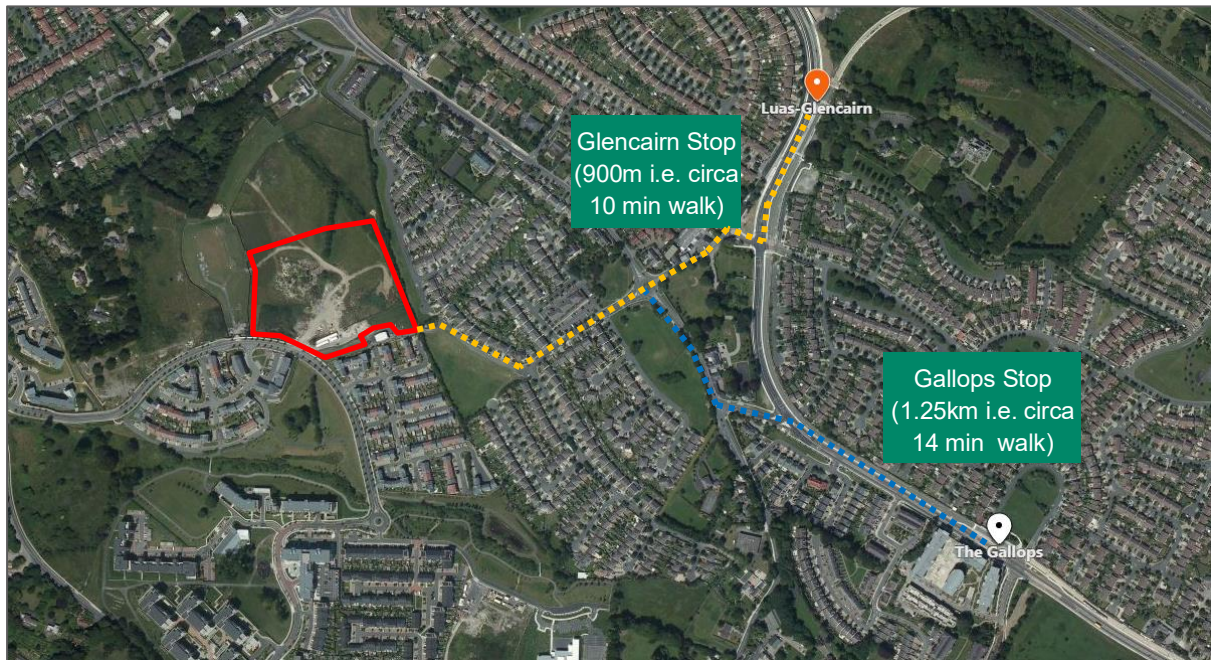 Luas-Glencairn
Glencairn Stop
(900m i.e. circa
10 min walk)
Gallops Stop
(1.25km i.e. circa
14 min walk)
The Gallops